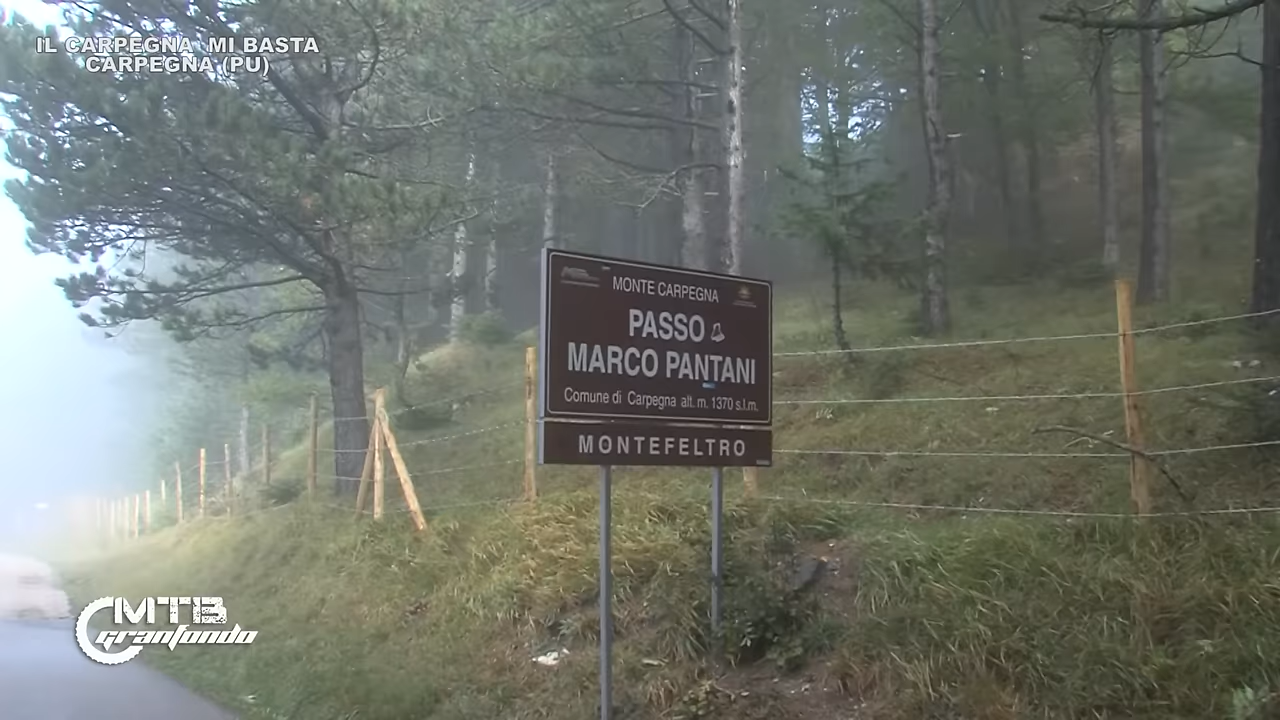 IL CARPEGNA MI BASTA
CARPEGNA (PU)
MONTE CARPEGNA
PASSO
MARCO PANTANI
Comune di Carpegna alt. m. 1370 s.l.m.
MONTEFELTRO
MTB
granfondo